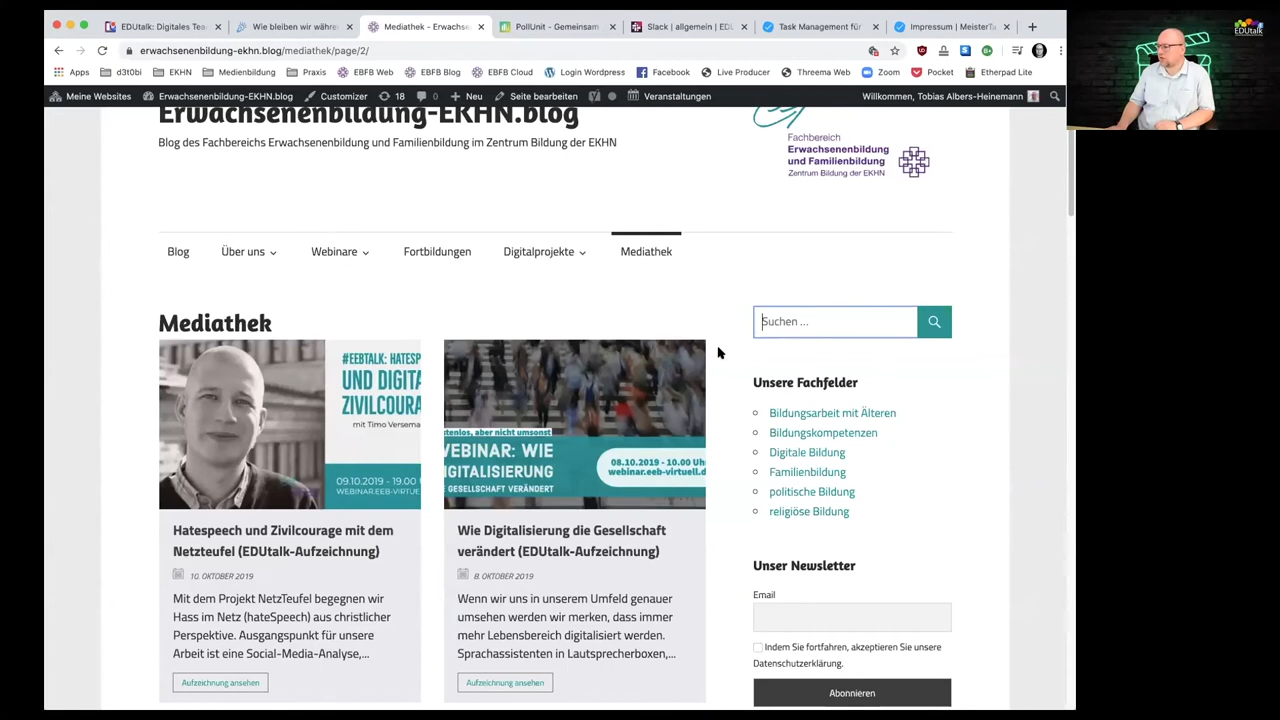 EDUtalk: Digitales Tea
Wie bleiben wir währe
Mediathek - Erwachse
PollUnit - Gemeinsam
Slack | allgemein | ED
Task Management für
Impressum | MeisterTa
erwachsenenbildung-ekhn.blog/mediathek/page/2/
Apps d3t0bi EKHN Medienbildung Praxis EBFB Web EBFB Blog EBFB Cloud Login Wordpress Facebook Live Producer Threema Web Zoom Pocket Etherpad Lite
Meine Websites Erwachsenenbildung-EKHN.blog Customizer 18 0 Neu Seite bearbeiten Veranstaltungen Willkommen, Tobias Albers-Heinemann
EDUtalk
Erwachsenenbildung-EKHN.blog
Blog des Fachbereichs Erwachsenenbildung und Familienbildung im Zentrum Bildung der EKHN
Fachbereich
Erwachsenenbildung
und Familienbildung
Zentrum Bildung der EKHN
Blog Über uns Webinare Fortbildungen Digitalprojekte Mediathek
Mediathek
Suchen …
#EEBTALK: HATESP
UND DIGITA
ZIVILCOURA
mit Timo Versema
09.10.2019 - 19.00 U
WEBINAR.EEB-VIRTUEL
stenlos, aber nicht umsonst
WEBINAR: WIE
IGITALISIERUNG
E GESELLSCHAFT VERÄNDERT
08.10.2019 - 10.00 Uhr
webinar.eeb-virtuell.d
Hatespeech und Zivilcourage mit dem
Netzteufel (EDUtalk-Aufzeichnung)
10. OKTOBER 2019
Mit dem Projekt NetzTeufel begegnen wir
Hass im Netz (hateSpeech) aus christlicher
Perspektive. Ausgangspunkt für unsere
Arbeit ist eine Social-Media-Analyse,...
Aufzeichnung ansehen
Wie Digitalisierung die Gesellschaft
verändert (EDUtalk-Aufzeichnung)
8. OKTOBER 2019
Wenn wir uns in unserem Umfeld genauer
umsehen werden wir merken, dass immer
mehr Lebensbereich digitalisiert werden.
Sprachassistenten in Lautsprecherboxen,...
Aufzeichnung ansehen
Unsere Fachfelder
Bildungsarbeit mit Älteren
Bildungskompetenzen
Digitale Bildung
Familienbildung
politische Bildung
religiöse Bildung
Unser Newsletter
Email
Indem Sie fortfahren, akzeptieren Sie unsere
Datenschutzerklärung.
Abonnieren